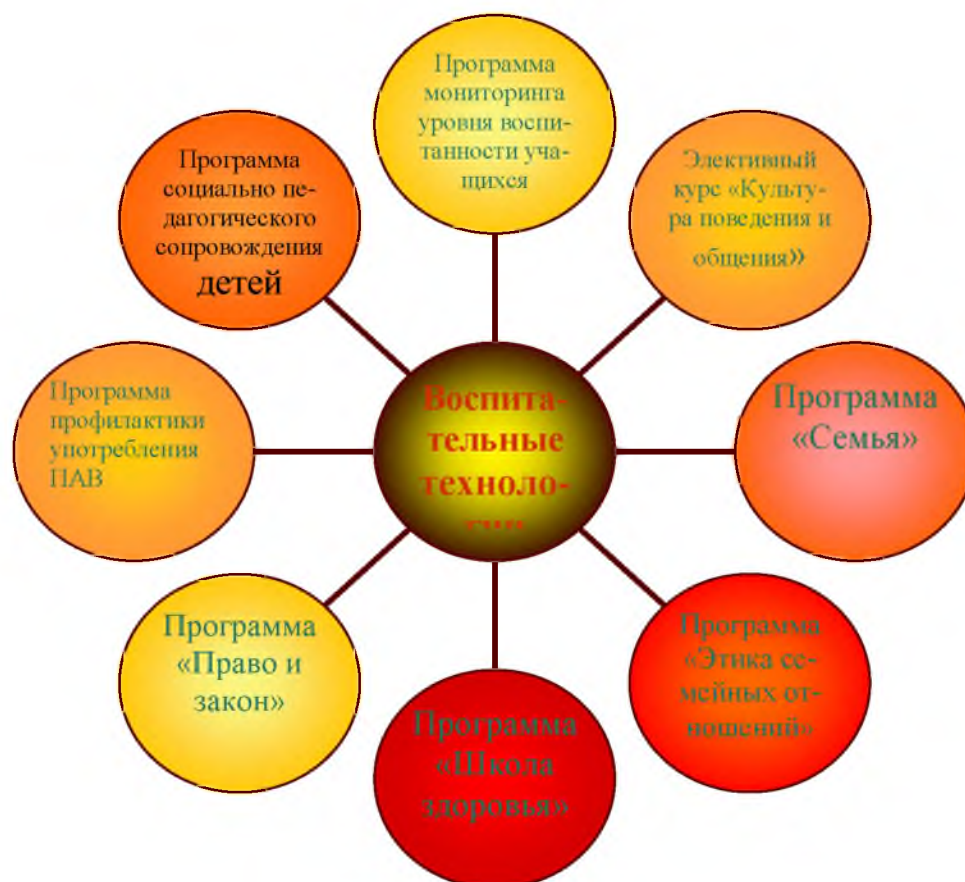 Программа
мониторинга
уровня воспи-
танности уча-
щихся
Элективный
курс «Культу-
ра поведения и
общения»
Программа
«Семья»
Программа
«Этика се-
мейных от-
ношений»
Программа
«Школа
здоровья»
Программа
«Право и
закон»
Программа
профилактики
употребления
ПАВ
Программа
социально пе-
дагогического
сопровождения
детей
Воспита-
тельные
техноло-
гии